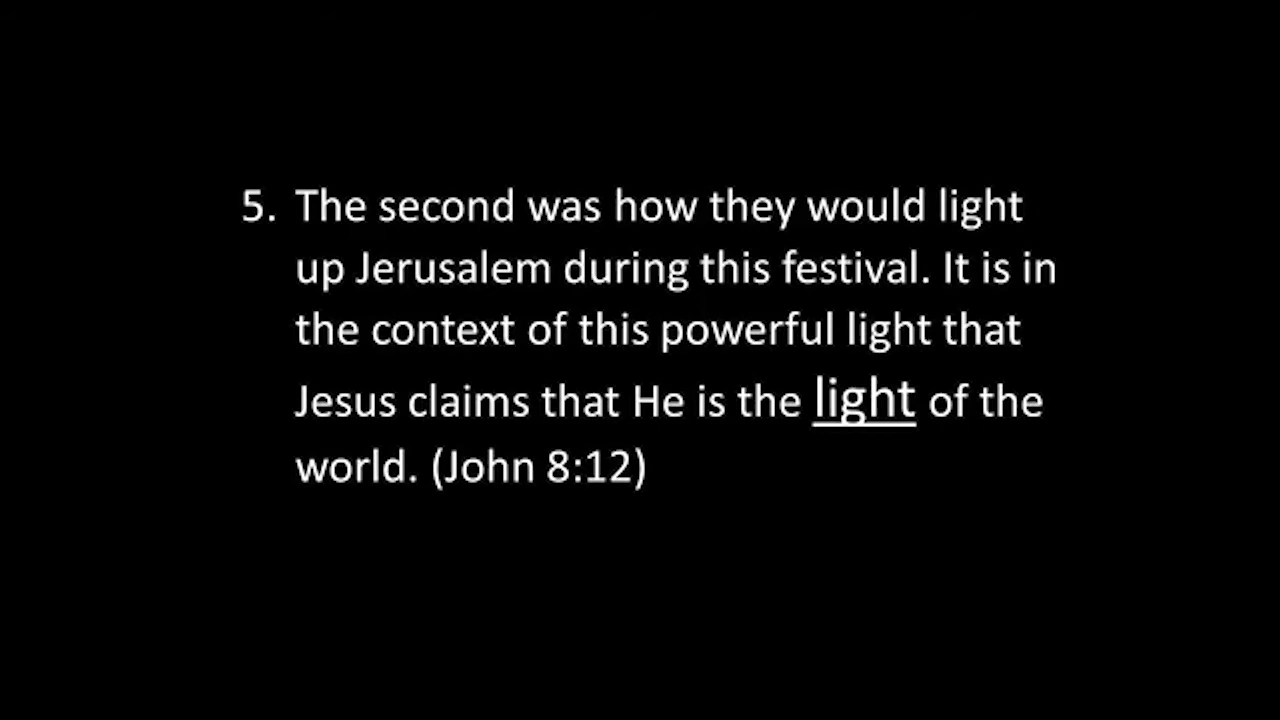 5. The second was how they would light
up Jerusalem during this festival. It is in
the context of this powerful light that
Jesus claims that He is the light of the
world. (John 8:12)